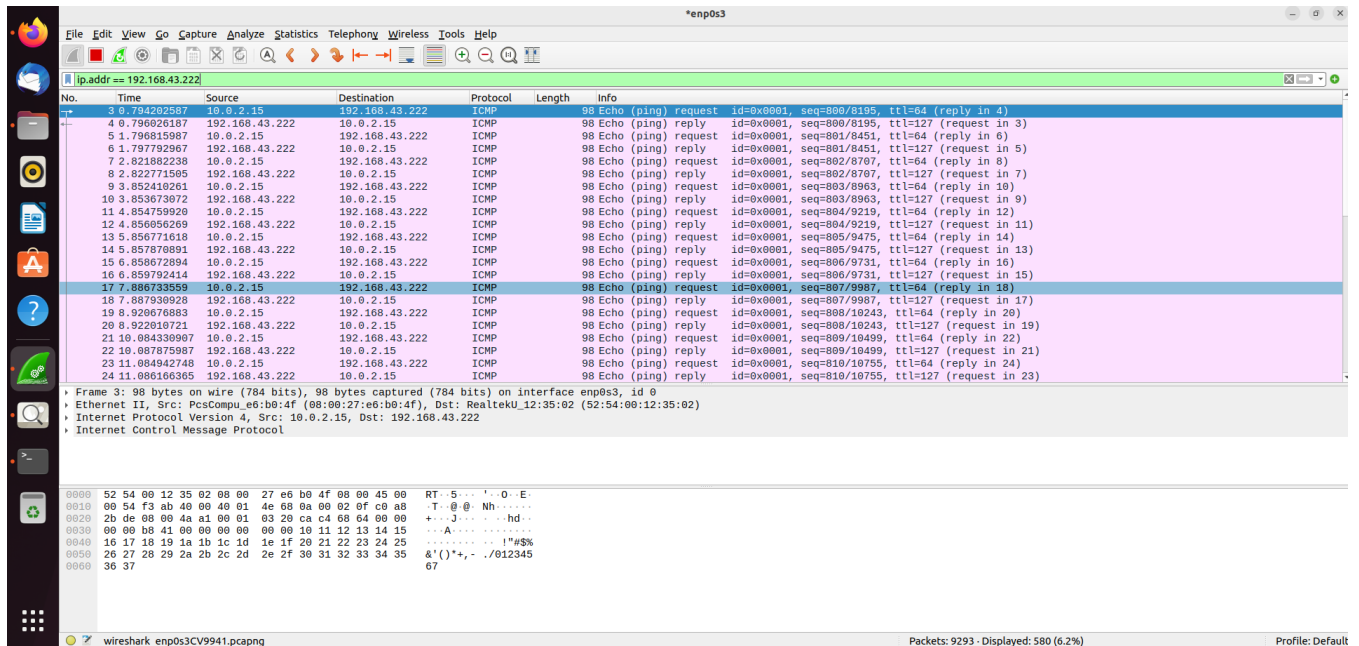 *enp0s3
File Edit View Go Capture Analyze Statistics Telephony Wireless Tools Help
ip.addr == 192.168.43.222
No. Time Source Destination Protocol Length Info
3 0.794202587 10.0.2.15 192.168.43.222 ICMP 98 Echo (ping) request id=0x0001, seq=800/8195, ttl=64 (reply in 4)
4 0.796026187 192.168.43.222 10.0.2.15 ICMP 98 Echo (ping) reply id=0x0001, seq=800/8195, ttl=127 (request in 3)
5 1.796815987 10.0.2.15 192.168.43.222 ICMP 98 Echo (ping) request id=0x0001, seq=801/8451, ttl=64 (reply in 6)
6 1.797792967 192.168.43.222 10.0.2.15 ICMP 98 Echo (ping) reply id=0x0001, seq=801/8451, ttl=127 (request in 5)
7 2.821882238 10.0.2.15 192.168.43.222 ICMP 98 Echo (ping) request id=0x0001, seq=802/8707, ttl=64 (reply in 8)
8 2.822771505 192.168.43.222 10.0.2.15 ICMP 98 Echo (ping) reply id=0x0001, seq=802/8707, ttl=127 (request in 7)
9 3.852410261 10.0.2.15 192.168.43.222 ICMP 98 Echo (ping) request id=0x0001, seq=803/8963, ttl=64 (reply in 10)
10 3.853673072 192.168.43.222 10.0.2.15 ICMP 98 Echo (ping) reply id=0x0001, seq=803/8963, ttl=127 (request in 9)
11 4.854759920 10.0.2.15 192.168.43.222 ICMP 98 Echo (ping) request id=0x0001, seq=804/9219, ttl=64 (reply in 12)
12 4.856056269 192.168.43.222 10.0.2.15 ICMP 98 Echo (ping) reply id=0x0001, seq=804/9219, ttl=127 (request in 11)
13 5.856771618 10.0.2.15 192.168.43.222 ICMP 98 Echo (ping) request id=0x0001, seq=805/9475, ttl=64 (reply in 14)
14 5.857870891 192.168.43.222 10.0.2.15 ICMP 98 Echo (ping) reply id=0x0001, seq=805/9475, ttl=127 (request in 13)
15 6.858672894 10.0.2.15 192.168.43.222 ICMP 98 Echo (ping) request id=0x0001, seq=806/9731, ttl=64 (reply in 16)
16 6.859792414 192.168.43.222 10.0.2.15 ICMP 98 Echo (ping) reply id=0x0001, seq=806/9731, ttl=127 (request in 15)
17 7.886733559 10.0.2.15 192.168.43.222 ICMP 98 Echo (ping) request id=0x0001, seq=807/9987, ttl=64 (reply in 18)
18 7.887930928 192.168.43.222 10.0.2.15 ICMP 98 Echo (ping) reply id=0x0001, seq=807/9987, ttl=127 (request in 17)
19 8.920676883 10.0.2.15 192.168.43.222 ICMP 98 Echo (ping) request id=0x0001, seq=808/10243, ttl=64 (reply in 20)
20 8.922010721 192.168.43.222 10.0.2.15 ICMP 98 Echo (ping) reply id=0x0001, seq=808/10243, ttl=127 (request in 19)
21 10.084330907 10.0.2.15 192.168.43.222 ICMP 98 Echo (ping) request id=0x0001, seq=809/10499, ttl=64 (reply in 22)
22 10.087875987 192.168.43.222 10.0.2.15 ICMP 98 Echo (ping) reply id=0x0001, seq=809/10499, ttl=127 (request in 21)
23 11.084942748 10.0.2.15 192.168.43.222 ICMP 98 Echo (ping) request id=0x0001, seq=810/10755, ttl=64 (reply in 24)
24 11.086166365 192.168.43.222 10.0.2.15 ICMP 98 Echo (ping) reply id=0x0001, seq=810/10755, ttl=127 (request in 23)
Frame 3: 98 bytes on wire (784 bits), 98 bytes captured (784 bits) on interface enp0s3, id 0
Ethernet II, Src: PcsCompu_e6:b0:4f (08:00:27:e6:b0:4f), Dst: RealtekU_12:35:02 (52:54:00:12:35:02)
Internet Protocol Version 4, Src: 10.0.2.15, Dst: 192.168.43.222
Internet Control Message Protocol
0000 52 54 00 12 35 02 08 00 27 e6 b0 4f 08 00 45 00 RT··5··· '··O··E·
0010 00 54 f3 ab 40 00 40 01 4e 68 0a 00 02 0f c0 a8 ·T··@·@· Nh······
0020 2b de 08 00 4a a1 00 01 03 20 ca c4 68 64 00 00 +···J··· · ··hd··
0030 00 00 b8 41 00 00 00 00 00 00 10 11 12 13 14 15 ···A···· ········
0040 16 17 18 19 1a 1b 1c 1d 1e 1f 20 21 22 23 24 25 ········ ·· !"#$%
0050 26 27 28 29 2a 2b 2c 2d 2e 2f 30 31 32 33 34 35 &'()*+,- ./012345
0060 36 37 67
wireshark_enp0s3CV9941.pcapng Packets: 9293 · Displayed: 580 (6.2%) Profile: Default